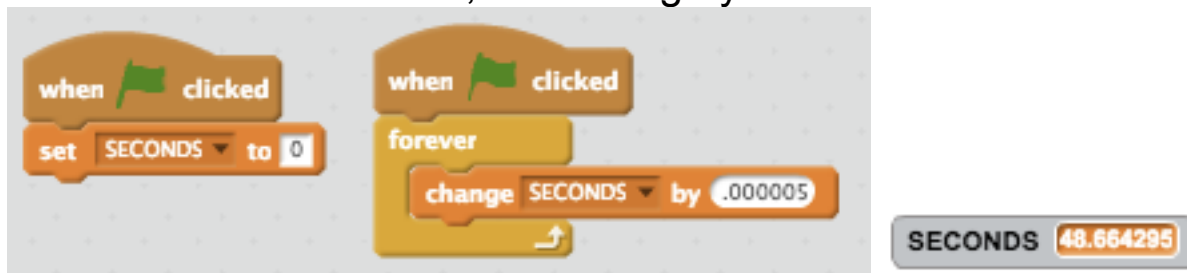 when clicked
set SECONDS to 0
when clicked
forever
change SECONDS by .000005
SECONDS 48.664295